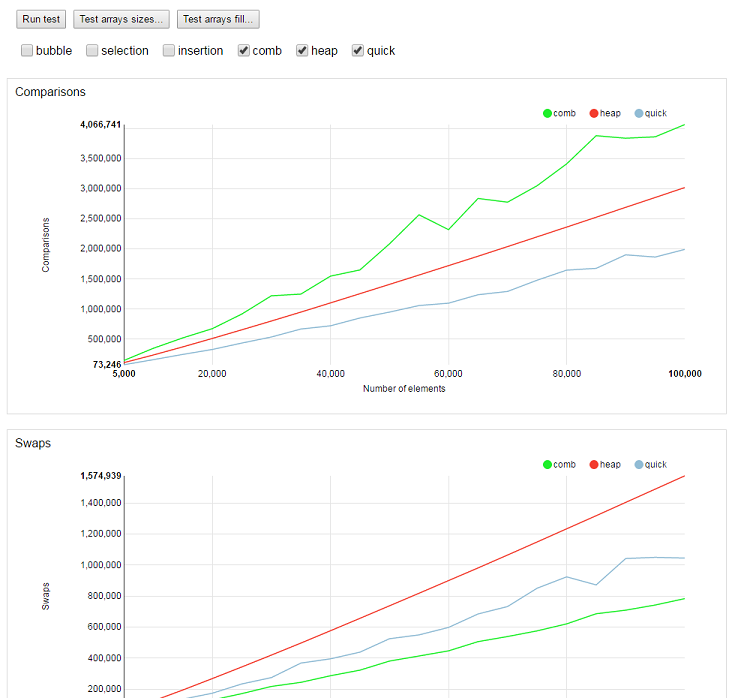 Run test Test arrays sizes... Test arrays fill...
bubble selection insertion comb heap quick
Comparisons
comb heap quick
4,066,741
3,500,000
3,000,000
2,500,000
2,000,000
1,500,000
1,000,000
500,000
73,246
Comparisons
5,000 20,000 40,000 60,000 80,000 100,000
Number of elements
Swaps
comb heap quick
1,574,939
1,400,000
1,200,000
1,000,000
800,000
600,000
400,000
200,000
Swaps